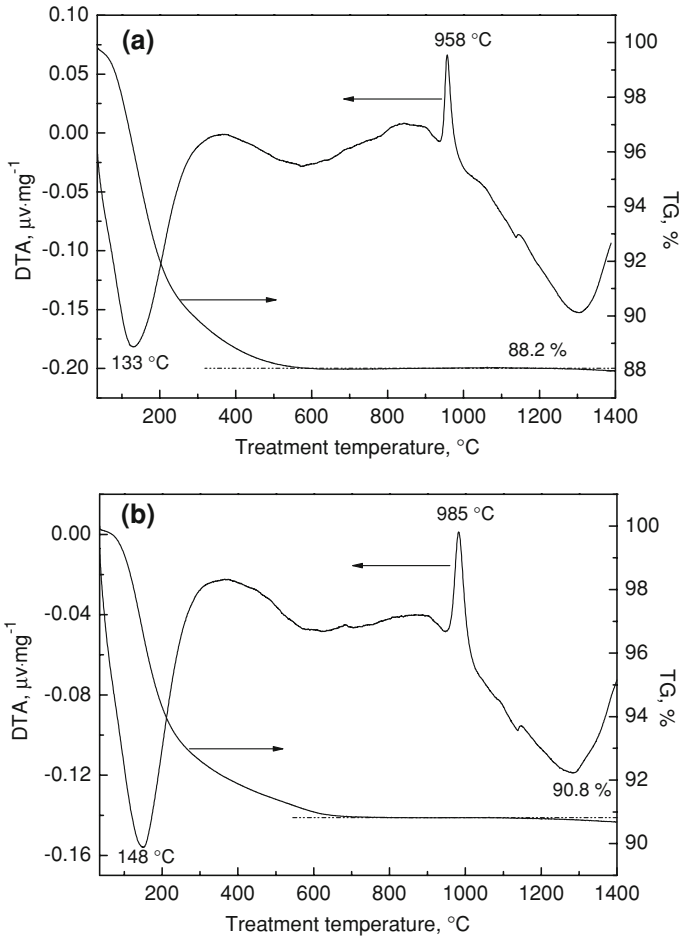 (a)
958 °C
0.10
0.05
0.00
-0.05
-0.10
-0.15
-0.20
DTA, μv·mg-1
100
98
96
94
92
90
88
TG, %
133 °C
88.2 %
200 400 600 800 1000 1200 1400
Treatment temperature, °C
(b)
985 °C
0.00
-0.04
-0.08
-0.12
-0.16
DTA, μv·mg-1
100
98
96
94
92
90
TG, %
148 °C
90.8 %
200 400 600 800 1000 1200 1400
Treatment temperature, °C